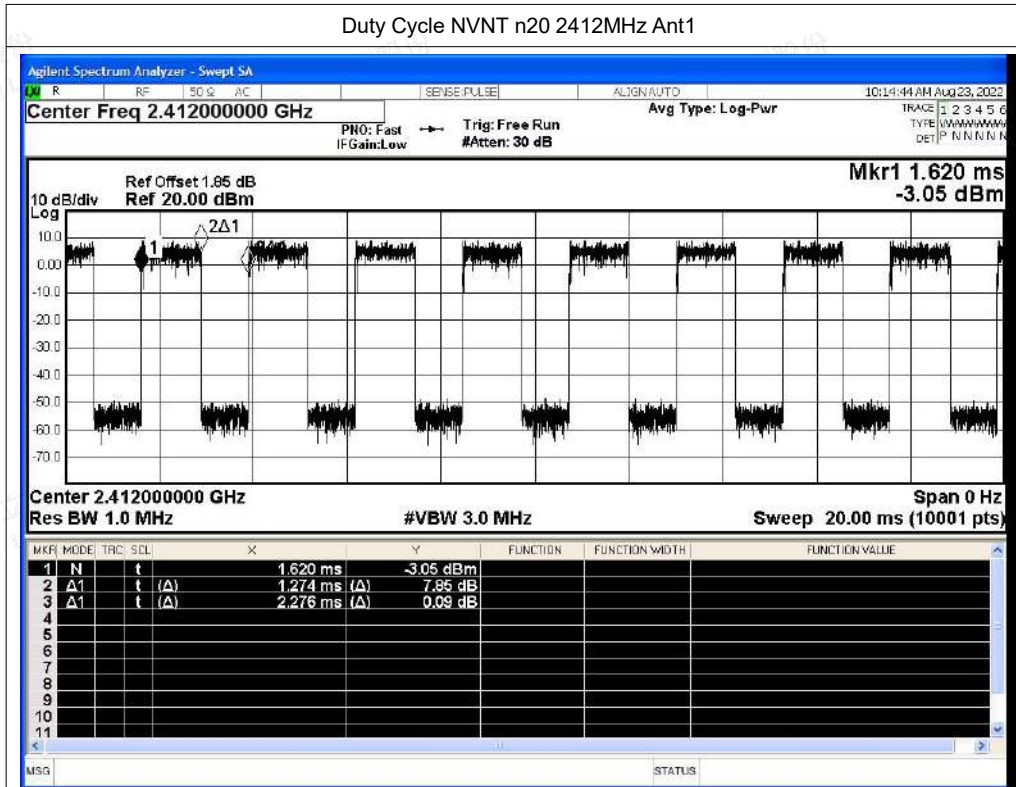 Duty Cycle NVNT n20 2412MHz Ant1
Agilent Spectrum Analyzer - Swept SA
R RF 50 Ω AC SENSE:PULSE ALIGN AUTO 10:14:44 AM Aug 23, 2022
Center Freq 2.412000000 GHz Avg Type: Log-Pwr TRACE 1 2 3 4 5 6
PNO: Fast Trig: Free Run TYPE
IFGain:Low #Atten: 30 dB DET P N N N N N
Mkr1 1.620 ms
-3.05 dBm
Ref Offset 1.85 dB
10 dB/div Ref 20.00 dBm
Log
2Δ1
1
10.0
0.00
-10.0
-20.0
-30.0
-40.0
-50.0
-60.0
-70.0
Center 2.412000000 GHz Span 0 Hz
Res BW 1.0 MHz #VBW 3.0 MHz Sweep 20.00 ms (10001 pts)
MKR MODE TRC SCL X Y FUNCTION FUNCTION WIDTH FUNCTION VALUE
1 N t 1.620 ms -3.05 dBm
2 Δ1 t (Δ) 1.274 ms (Δ) 7.85 dB
3 Δ1 t (Δ) 2.276 ms (Δ) 0.09 dB
4
5
6
7
8
9
10
11
MSG STATUS